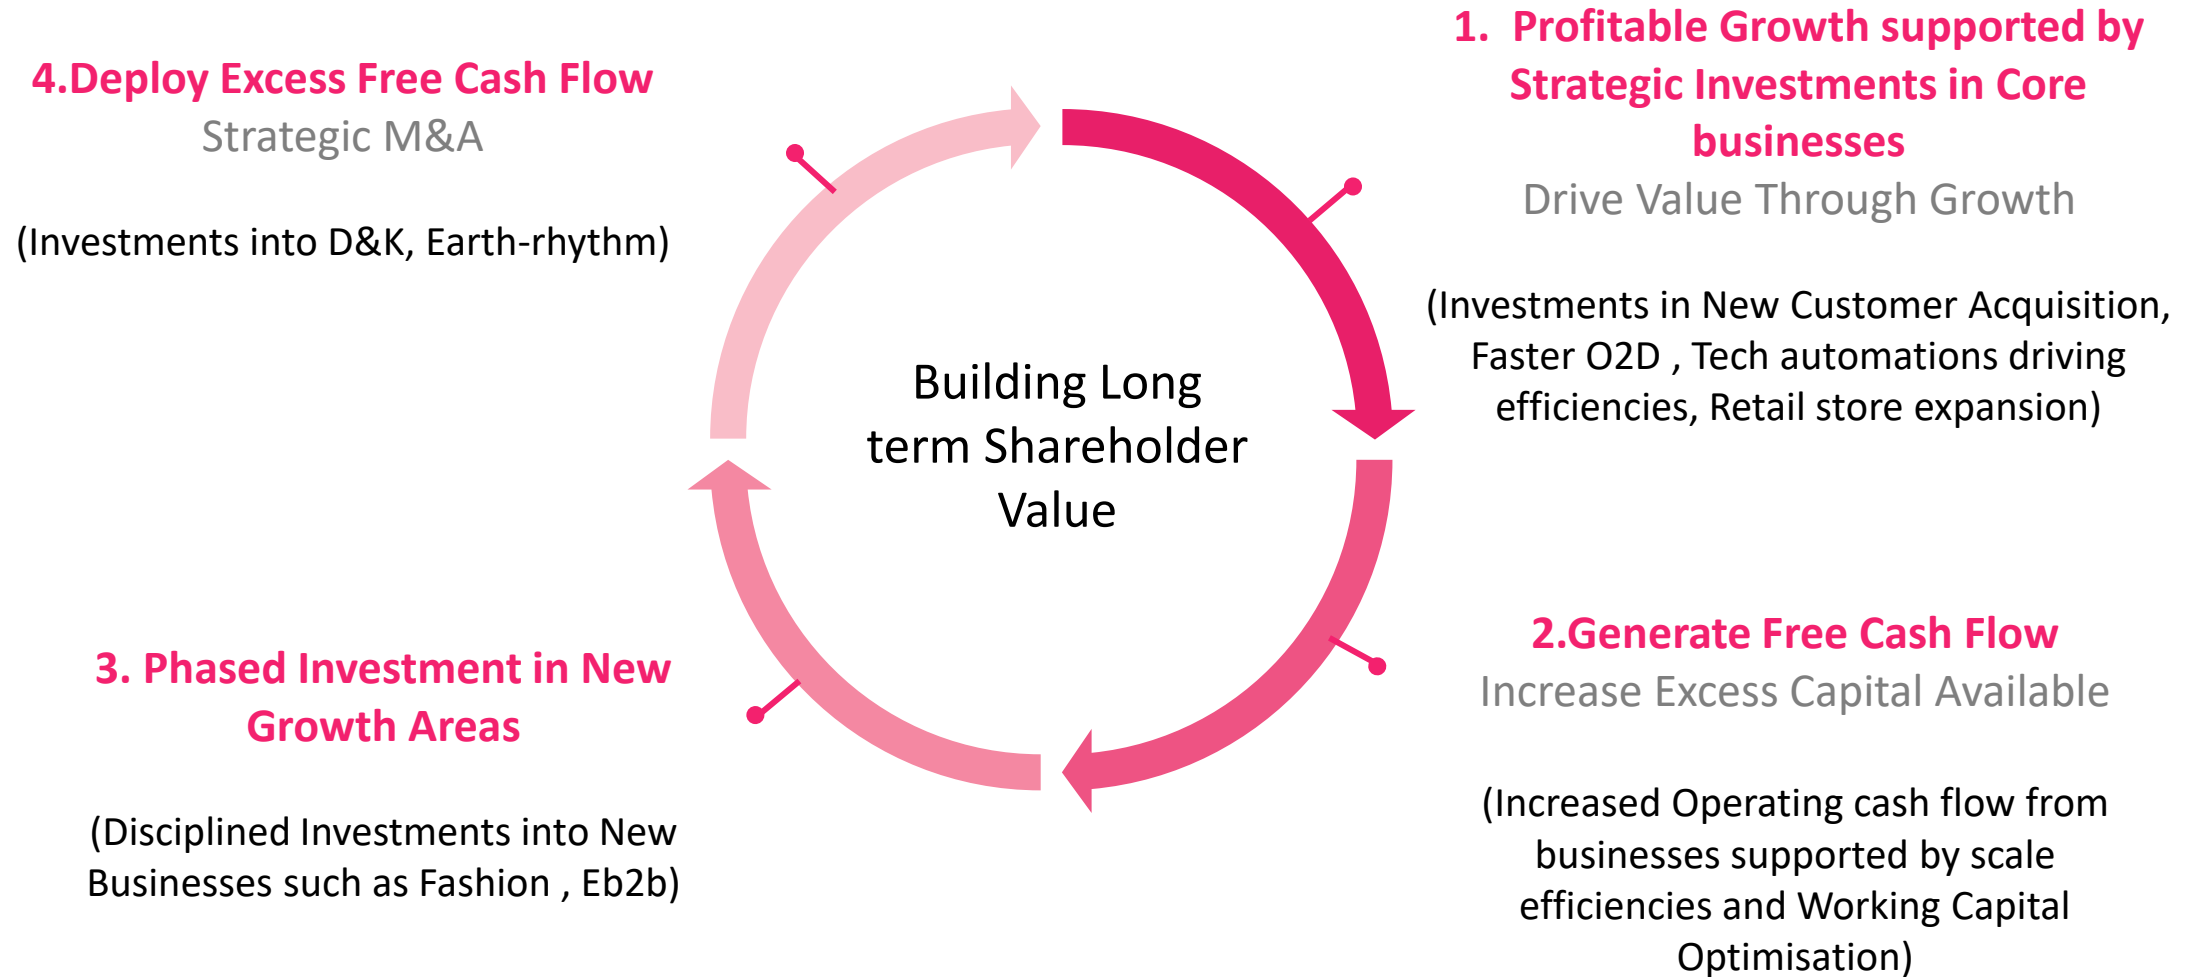 1. Profitable Growth supported by
Strategic Investments in Core
businesses
Drive Value Through Growth
(Investments in New Customer Acquisition,
Faster O2D , Tech automations driving
efficiencies, Retail store expansion)
2.Generate Free Cash Flow
Increase Excess Capital Available
(Increased Operating cash flow from
businesses supported by scale
efficiencies and Working Capital
Optimisation)
3. Phased Investment in New
Growth Areas
(Disciplined Investments into New
Businesses such as Fashion , Eb2b)
4.Deploy Excess Free Cash Flow
Strategic M&A
(Investments into D&K, Earth-rhythm)
Building Long
term Shareholder
Value